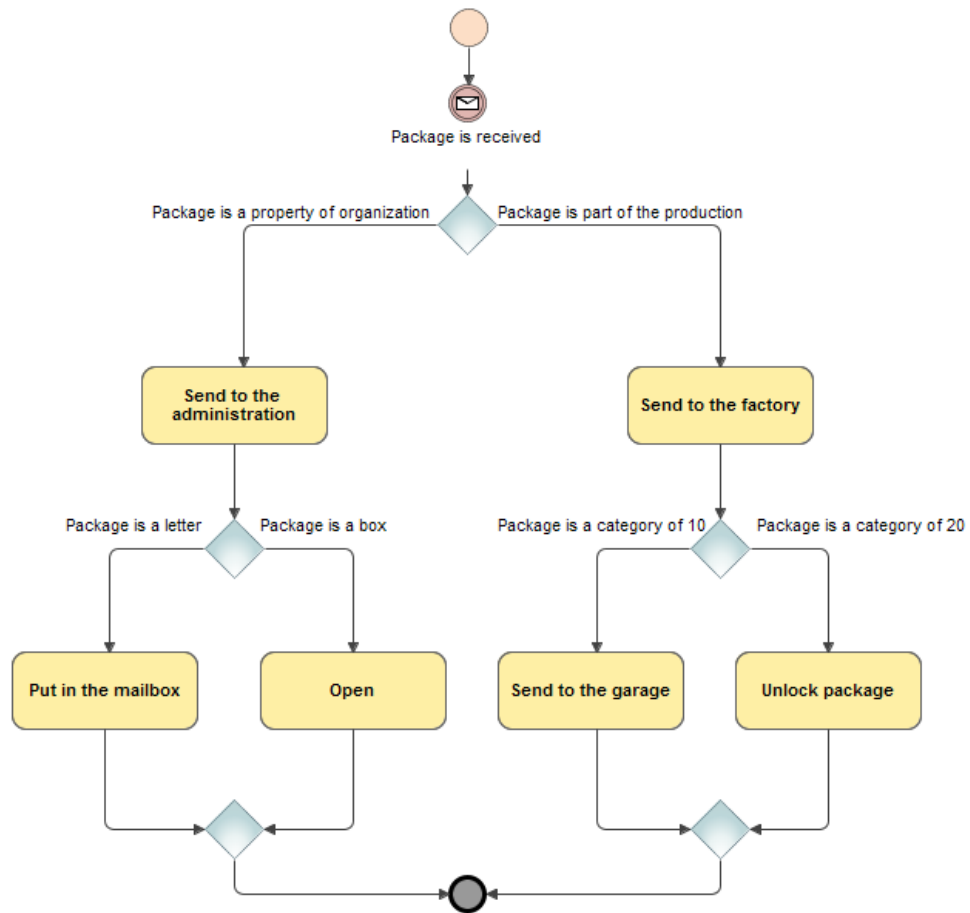 Package is received
Package is a property of organization
Package is part of the production
Send to the
administration
Send to the factory
Package is a letter
Package is a box
Package is a category of 10
Package is a category of 20
Put in the mailbox
Open
Send to the garage
Unlock package